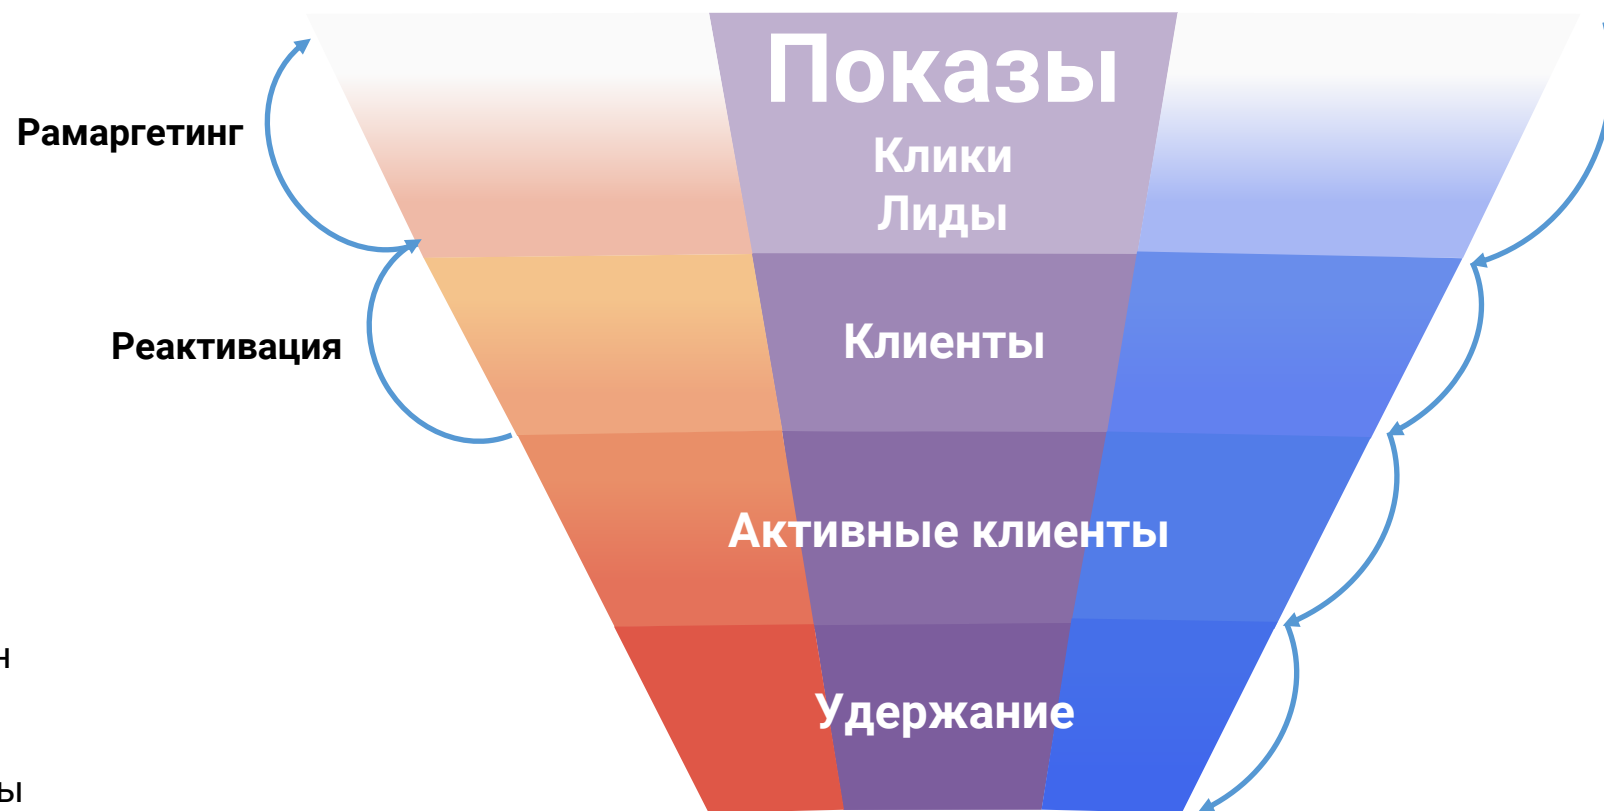 Показы
Клики
Лиды
Рамаргетинг
Клиенты
Реактивация
Активные клиенты
Удержание